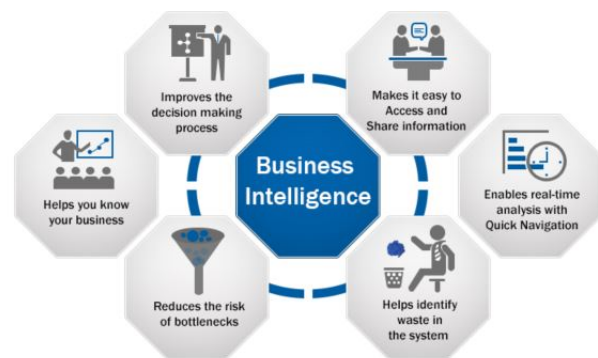 Improves the
decision making
process
Makes it easy to
Access and
Share information
Helps you know
your business
Business
Intelligence
Enables real-time
analysis with
Quick Navigation
Reduces the risk
of bottlenecks
Helps identify
waste in
the system